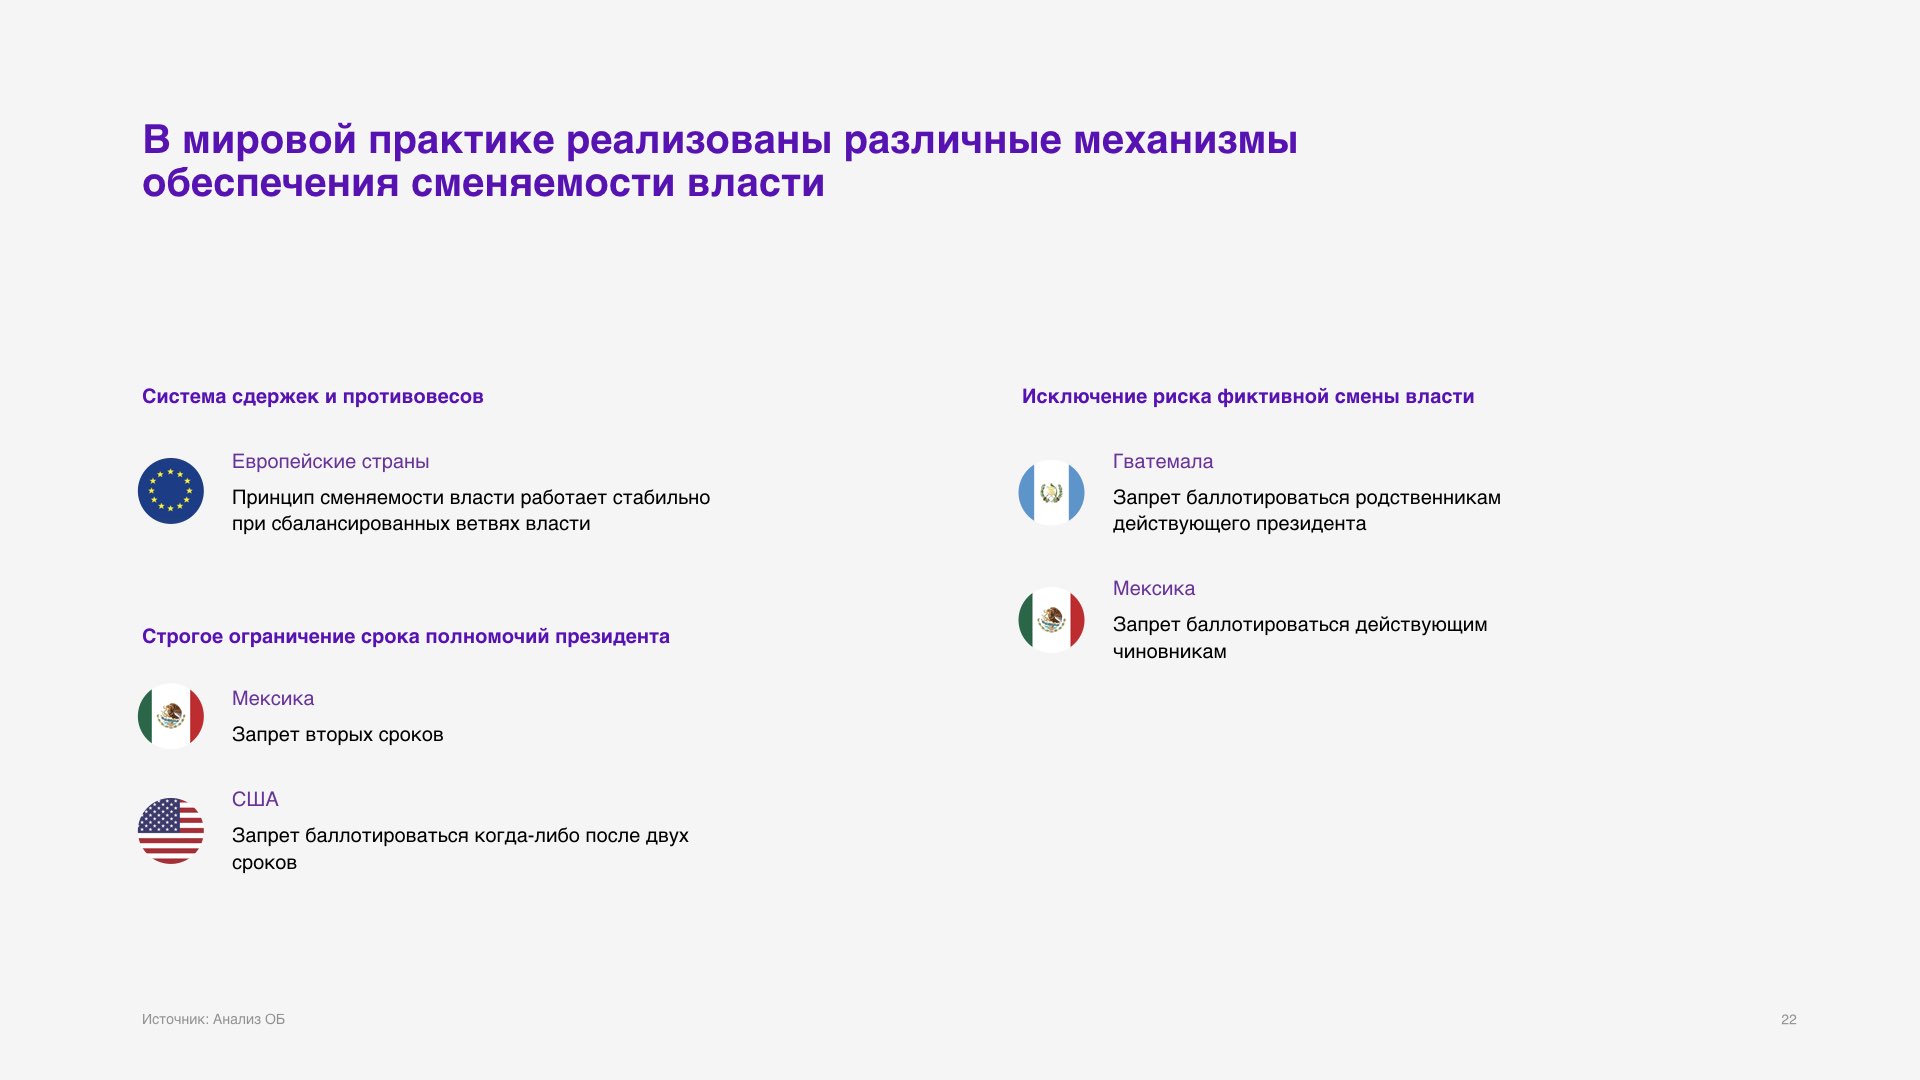 В мировой практике реализованы различные механизмы
обеспечения сменяемости власти
Система сдержек и противовесов
Европейские страны
Принцип сменяемости власти работает стабильно
при сбалансированных ветвях власти
Строгое ограничение срока полномочий президента
Мексика
Запрет вторых сроков
США
Запрет баллотироваться когда-либо после двух
сроков
Исключение риска фиктивной смены власти
Гватемала
Запрет баллотироваться родственникам
действующего президента
Мексика
Запрет баллотироваться действующим
чиновникам
Источник: Анализ ОБ
22